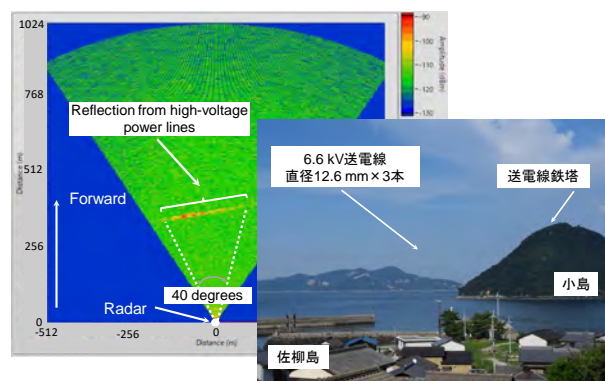 1024
768
512
256
0
Distance (m)
-512
-256
0
Distance (m)
-90
-100
-110
-120
-130
Amplitude (dBm)
Reflection from high-voltage
power lines
Forward
40 degrees
Radar
6.6 kV送電線
直径12.6 mm×3本
送電線鉄塔
小島
佐柳島